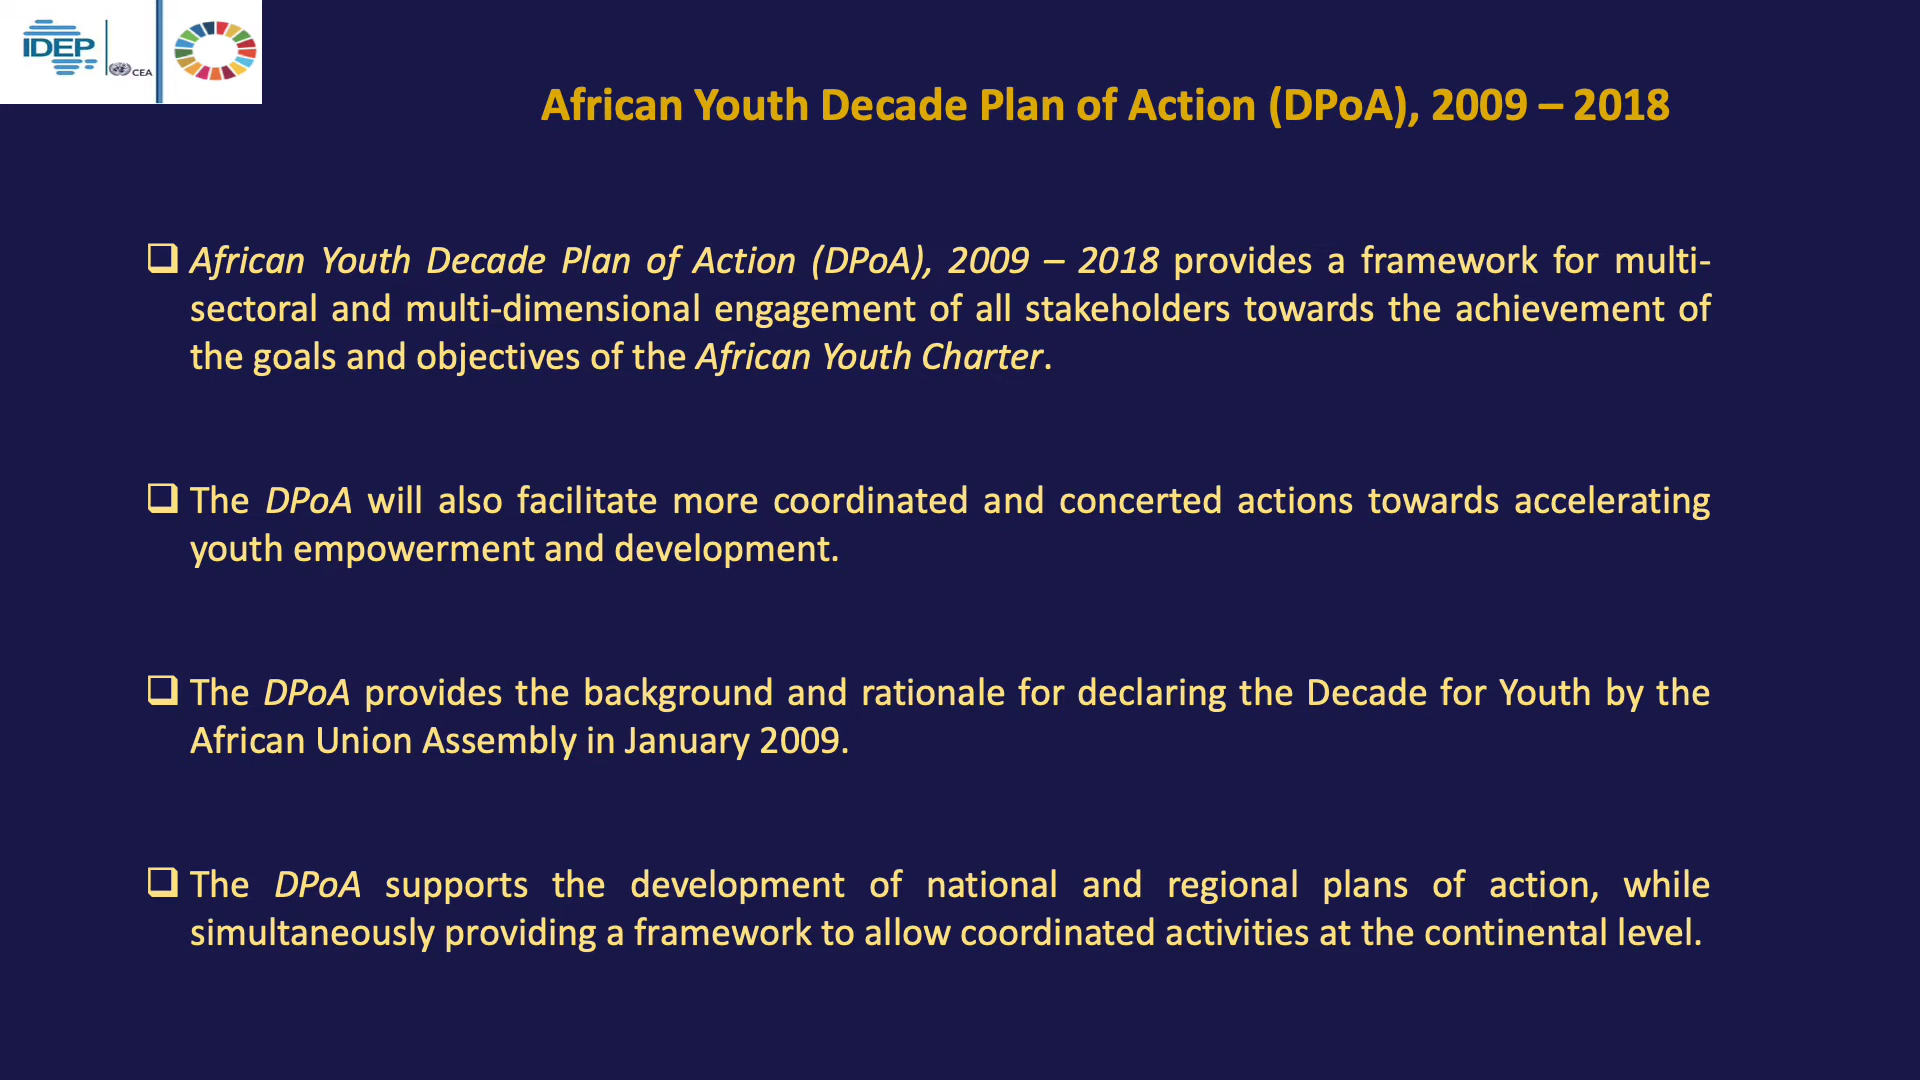 IDEP
CEA
African Youth Decade Plan of Action (DPoA), 2009 – 2018
❑ African Youth Decade Plan of Action (DPoA), 2009 – 2018 provides a framework for multi-
sectoral and multi-dimensional engagement of all stakeholders towards the achievement of
the goals and objectives of the African Youth Charter.
❑ The DPoA will also facilitate more coordinated and concerted actions towards accelerating
youth empowerment and development.
❑ The DPoA provides the background and rationale for declaring the Decade for Youth by the
African Union Assembly in January 2009.
❑ The DPoA supports the development of national and regional plans of action, while
simultaneously providing a framework to allow coordinated activities at the continental level.